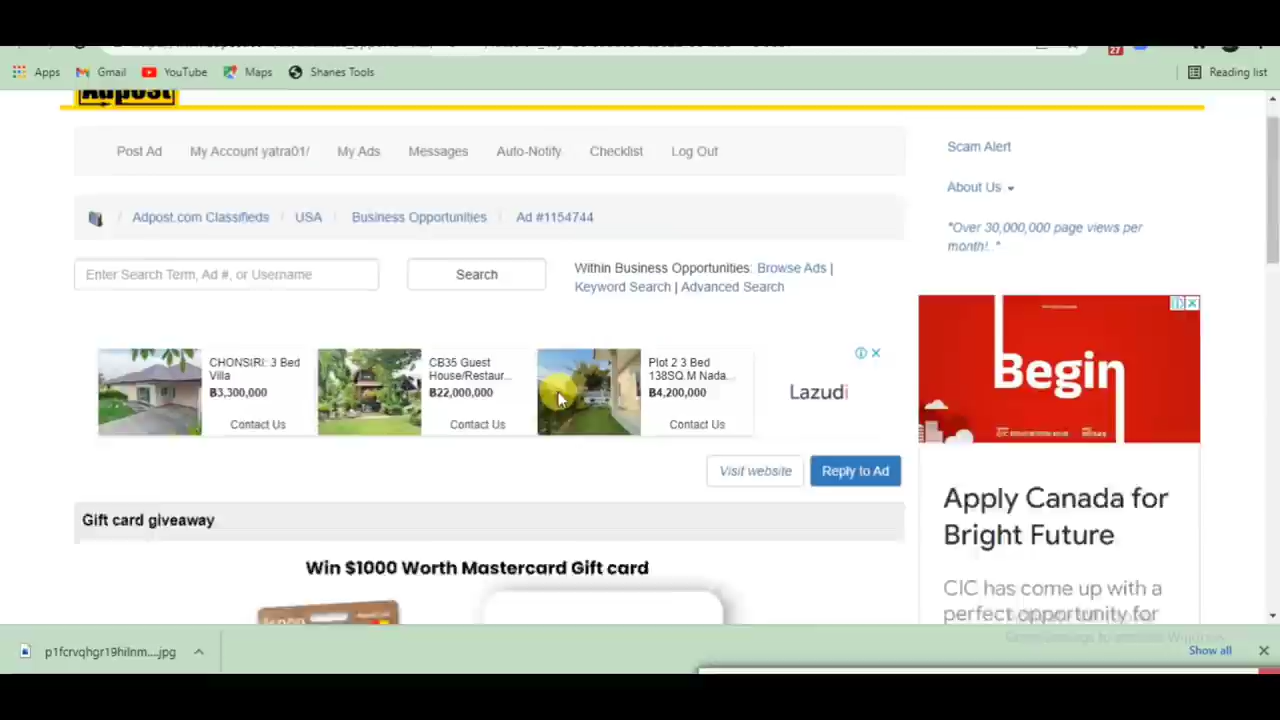 27
Apps
Gmail
YouTube
Maps
Shanes Tools
Reading list
Adpost
Post Ad
My Account yatra01/
My Ads
Messages
Auto-Notify
Checklist
Log Out
Scam Alert
About Us
"Over 30,000,000 page views per
month!.."
Adpost.com Classifieds
USA
Business Opportunities
Ad #1154744
Enter Search Term, Ad #, or Username
Search
Within Business Opportunities: Browse Ads |
Keyword Search | Advanced Search
CHONSIRI: 3 Bed
Villa
฿3,300,000
Contact Us
CB35 Guest
House/Restaur...
฿22,000,000
Contact Us
Plot 2 3 Bed
138SQ.M Nada...
฿4,200,000
Contact Us
Lazudi
Begin
Visit website
Reply to Ad
Apply Canada for
Bright Future
CIC has come up with a
perfect opportunity for
Gift card giveaway
Win $1000 Worth Mastercard Gift card
p1fcrvqhgr19hilnm....jpg
Show all